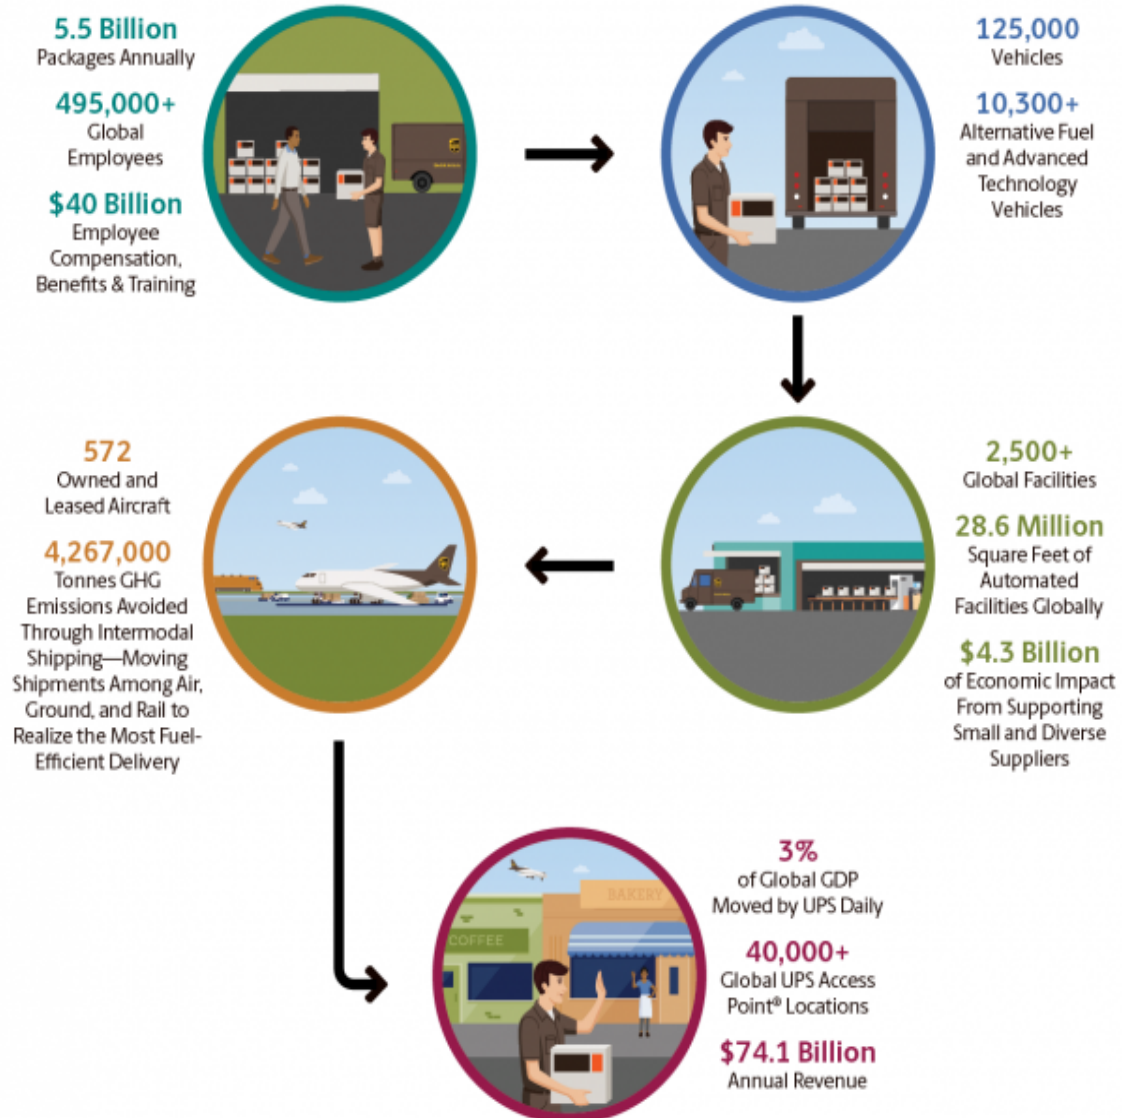 5.5 Billion
Packages Annually
495,000+
Global
Employees
$40 Billion
Employee
Compensation,
Benefits & Training
125,000
Vehicles
10,300+
Alternative Fuel
and Advanced
Technology
Vehicles
2,500+
Global Facilities
28.6 Million
Square Feet of
Automated
Facilities Globally
$4.3 Billion
of Economic Impact
From Supporting
Small and Diverse
Suppliers
572
Owned and
Leased Aircraft
4,267,000
Tonnes GHG
Emissions Avoided
Through Intermodal
Shipping—Moving
Shipments Among Air,
Ground, and Rail to
Realize the Most Fuel-
Efficient Delivery
BAKERY
COFFEE
3%
of Global GDP
Moved by UPS Daily
40,000+
Global UPS Access
Point® Locations
$74.1 Billion
Annual Revenue